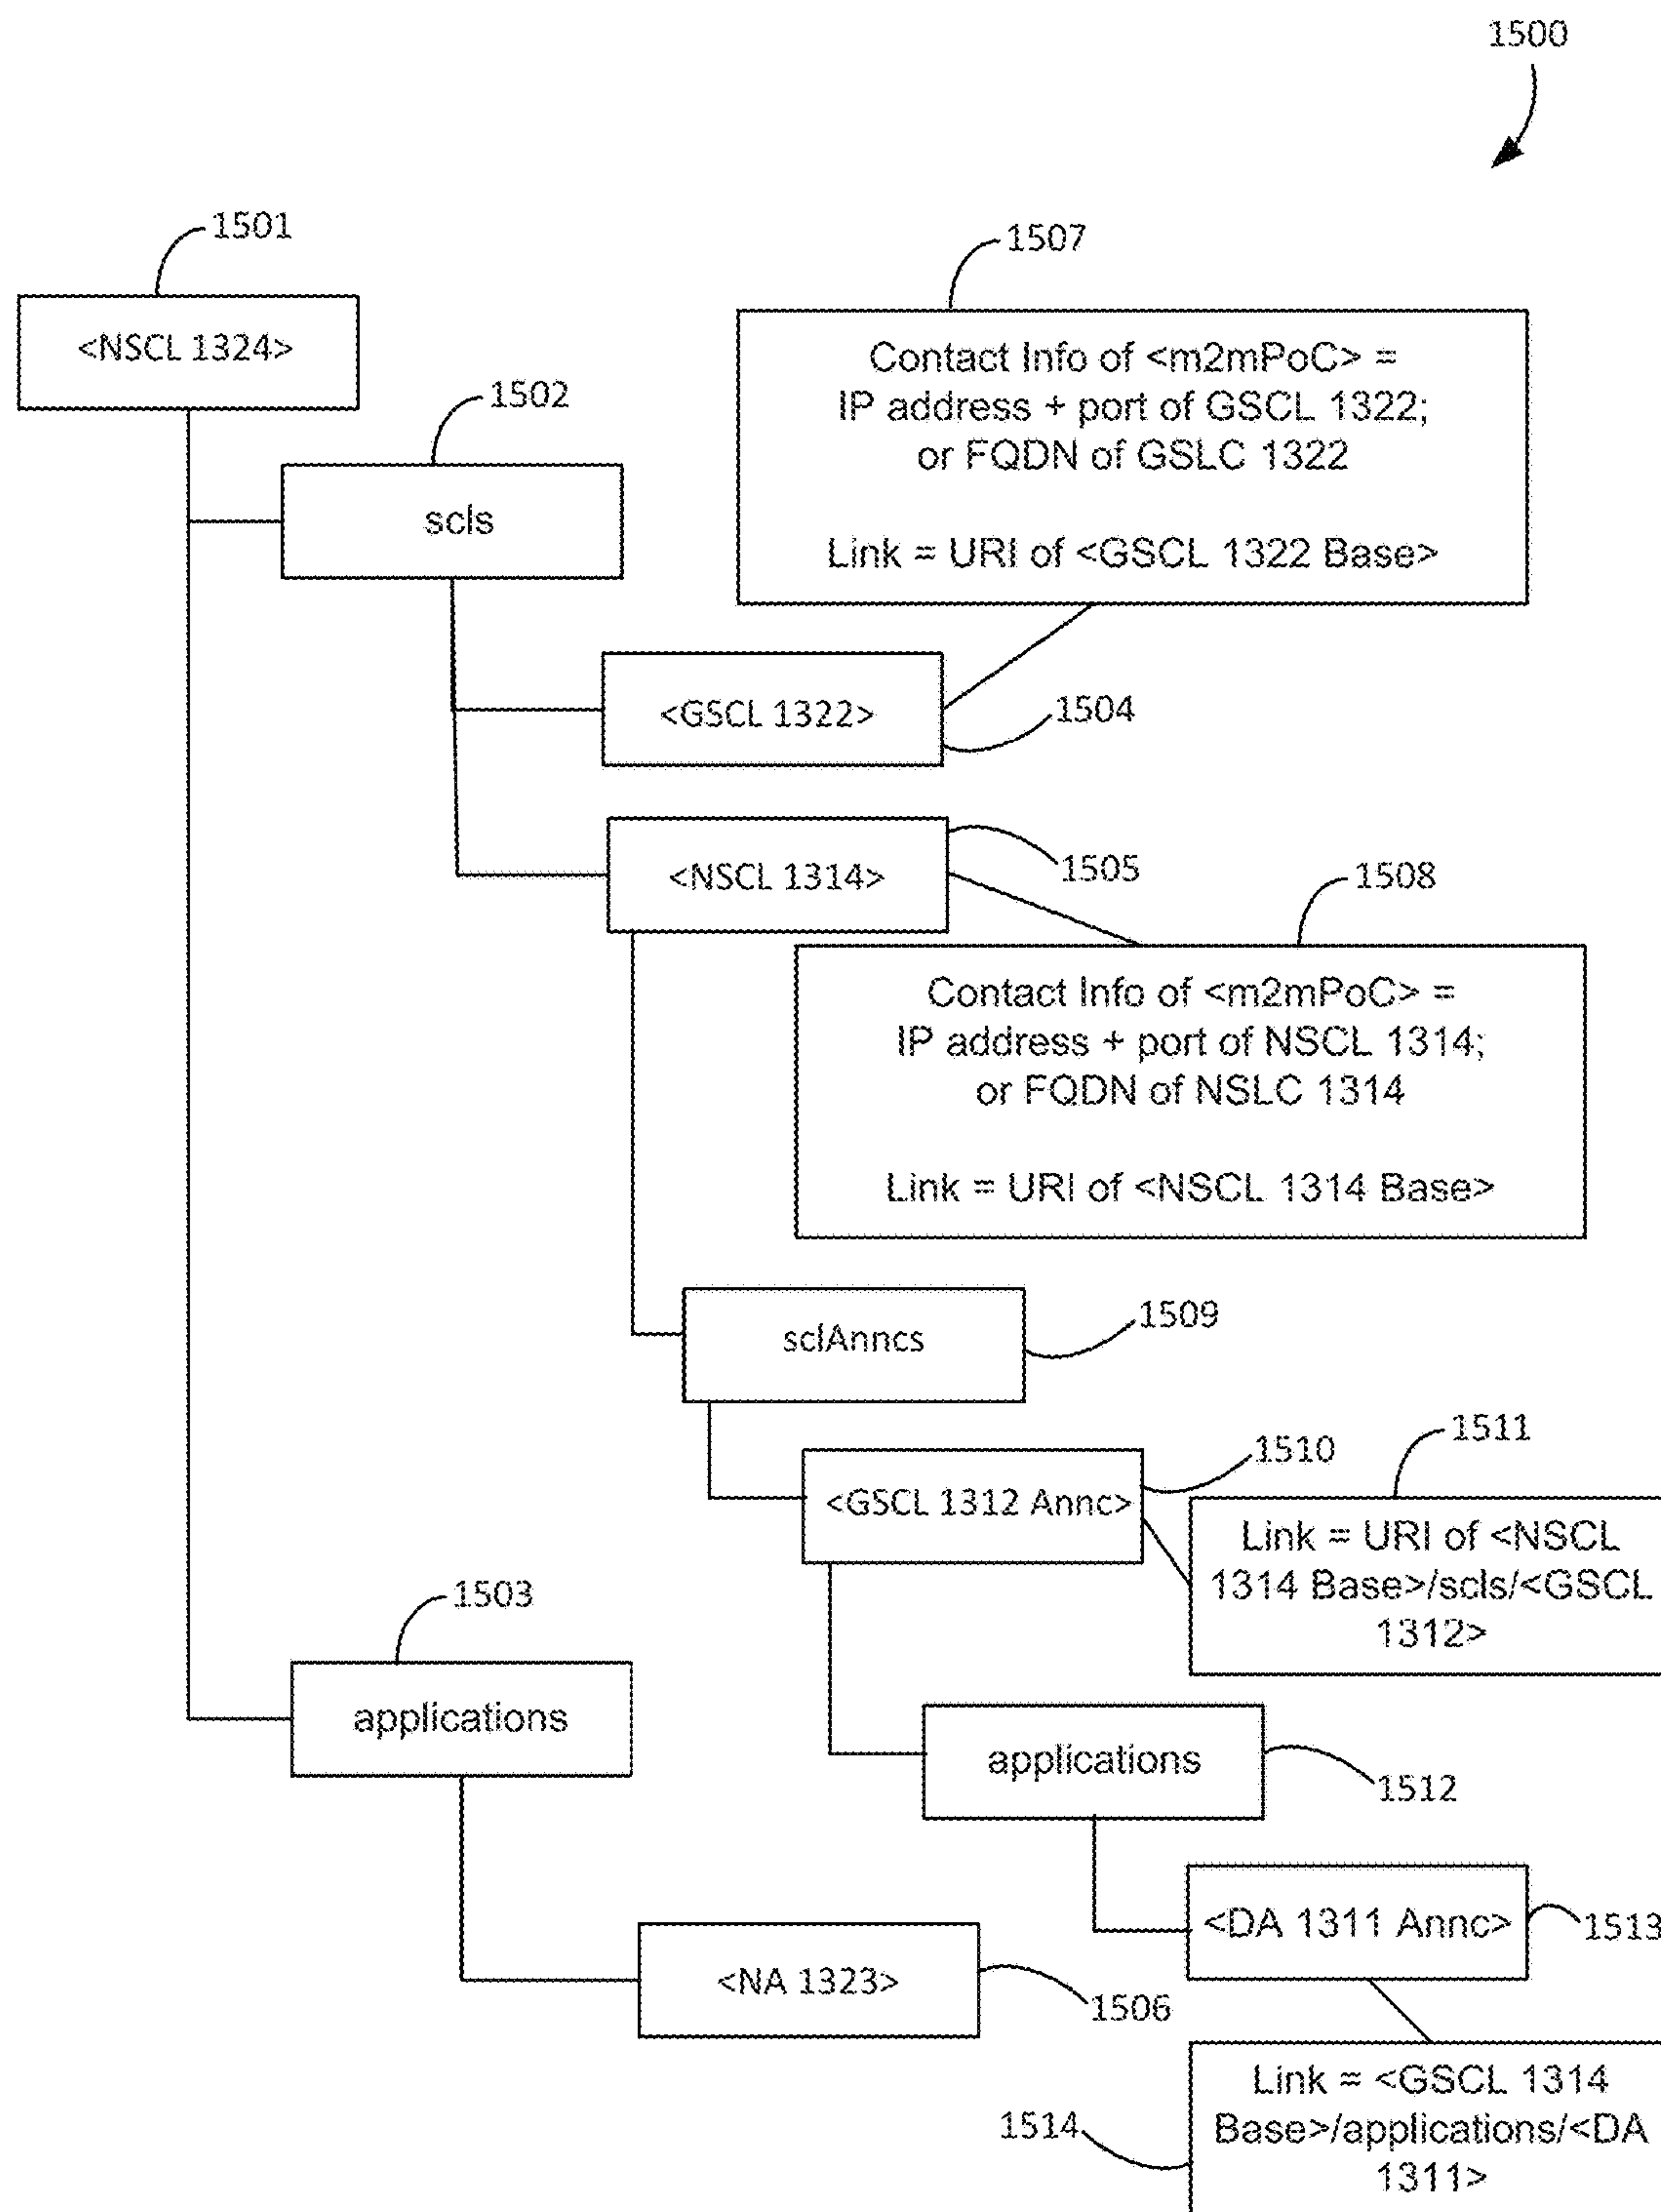 1500
1501
<NSCL 1324>
1507
Contact Info of <m2mPoC> =
IP address + port of GSCL 1322;
or FQDN of GSLC 1322
Link = URI of <GSCL 1322 Base>
1502
scls
<GSCL 1322>
1504
<NSCL 1314>
1505
1508
Contact Info of <m2mPoC> =
IP address + port of NSCL 1314;
or FQDN of NSLC 1314
Link = URI of <NSCL 1314 Base>
sclAnncs
1509
<GSCL 1312 Annc>
1510
1511
Link = URI of <NSCL
1314 Base>/scls/<GSCL
1312>
1503
applications
applications
1512
<DA 1311 Annc>
1513
<NA 1323>
1506
1514
Link = <GSCL 1314
Base>/applications/<DA
1311>